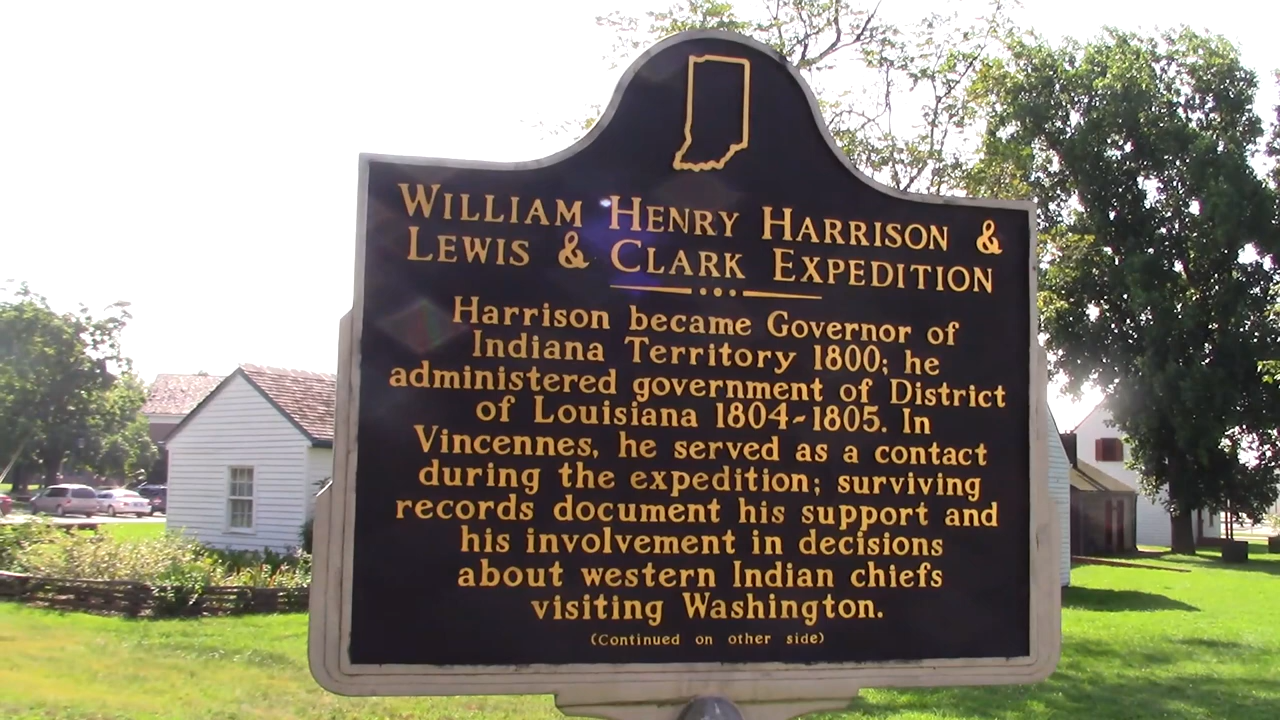 WILLIAM HENRY HARRISON &
LEWIS & CLARK EXPEDITION
Harrison became Governor of
Indiana Territory 1800; he
administered government of District
of Louisiana 1804-1805. In
Vincennes, he served as a contact
during the expedition; surviving
records document his support and
his involvement in decisions
about western Indian chiefs
visiting Washington.
(Continued on other side)